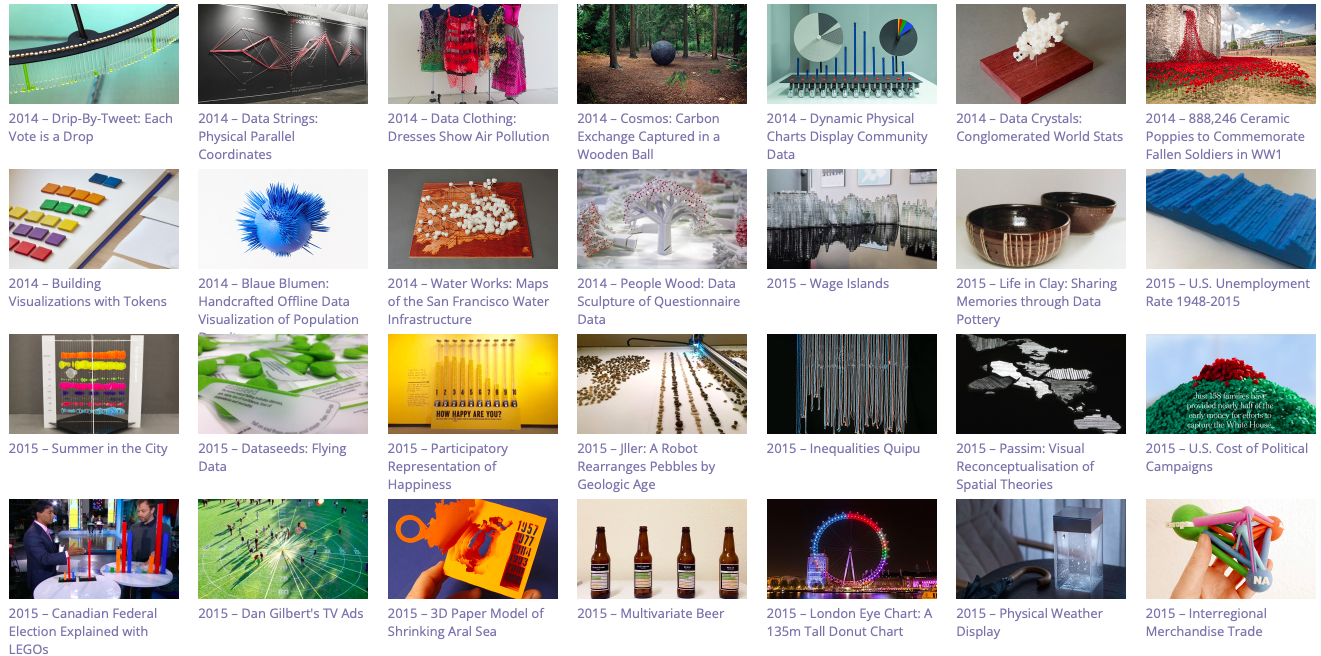 2014 – Drip-By-Tweet: Each
Vote is a Drop
2014 – Data Strings:
Physical Parallel
Coordinates
2014 – Data Clothing:
Dresses Show Air Pollution
2014 – Cosmos: Carbon
Exchange Captured in a
Wooden Ball
2014 – Dynamic Physical
Charts Display Community
Data
2014 – Data Crystals:
Conglomerated World Stats
2014 – 888,246 Ceramic
Poppies to Commemorate
Fallen Soldiers in WW1
2014 – Building
Visualizations with Tokens
2014 – Blaue Blumen:
Handcrafted Offline Data
Visualization of Population
2014 – Water Works: Maps
of the San Francisco Water
Infrastructure
2014 – People Wood: Data
Sculpture of Questionnaire
Data
2015 – Wage Islands
2015 – Life in Clay: Sharing
Memories through Data
Pottery
2015 – U.S. Unemployment
Rate 1948-2015
2015 – Summer in the City
2015 – Dataseeds: Flying
Data
1 2 3 4 5 6 7 8 9 10
HOW HAPPY ARE YOU?
2015 – Participatory
Representation of
Happiness
2015 – Jller: A Robot
Rearranges Pebbles by
Geologic Age
2015 – Inequalities Quipu
2015 – Passim: Visual
Reconceptualisation of
Spatial Theories
Just 158 families have
provided nearly half of the
early money for efforts to
capture the White House.
2015 – U.S. Cost of Political
Campaigns
2015 – Canadian Federal
Election Explained with
LEGOs
2015 – Dan Gilbert's TV Ads
1957
1977
2015 – 3D Paper Model of
Shrinking Aral Sea
2015 – Multivariate Beer
2015 – London Eye Chart: A
135m Tall Donut Chart
2015 – Physical Weather
Display
NA
2015 – Interregional
Merchandise Trade